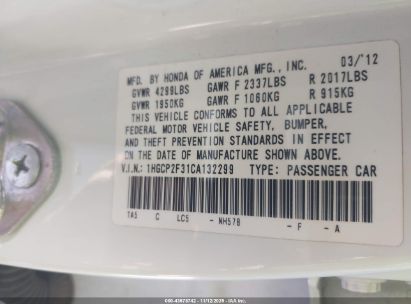 MFD. BY HONDA OF AMERICA MFG., INC. 03/'12
GVWR 4299LBS GAWR F 2337LBS R 2017LBS
GVWR 1950KG GAWR F 1060KG R 915KG
THIS VEHICLE CONFORMS TO ALL APPLICABLE
FEDERAL MOTOR VEHICLE SAFETY, BUMPER,
AND THEFT PREVENTION STANDARDS IN EFFECT
ON THE DATE OF MANUFACTURE SHOWN ABOVE.
V.I.N.: 1HGCP2F31CA132299 TYPE: PASSENGER CAR
TA5 C LC5 - NH578 - F - A